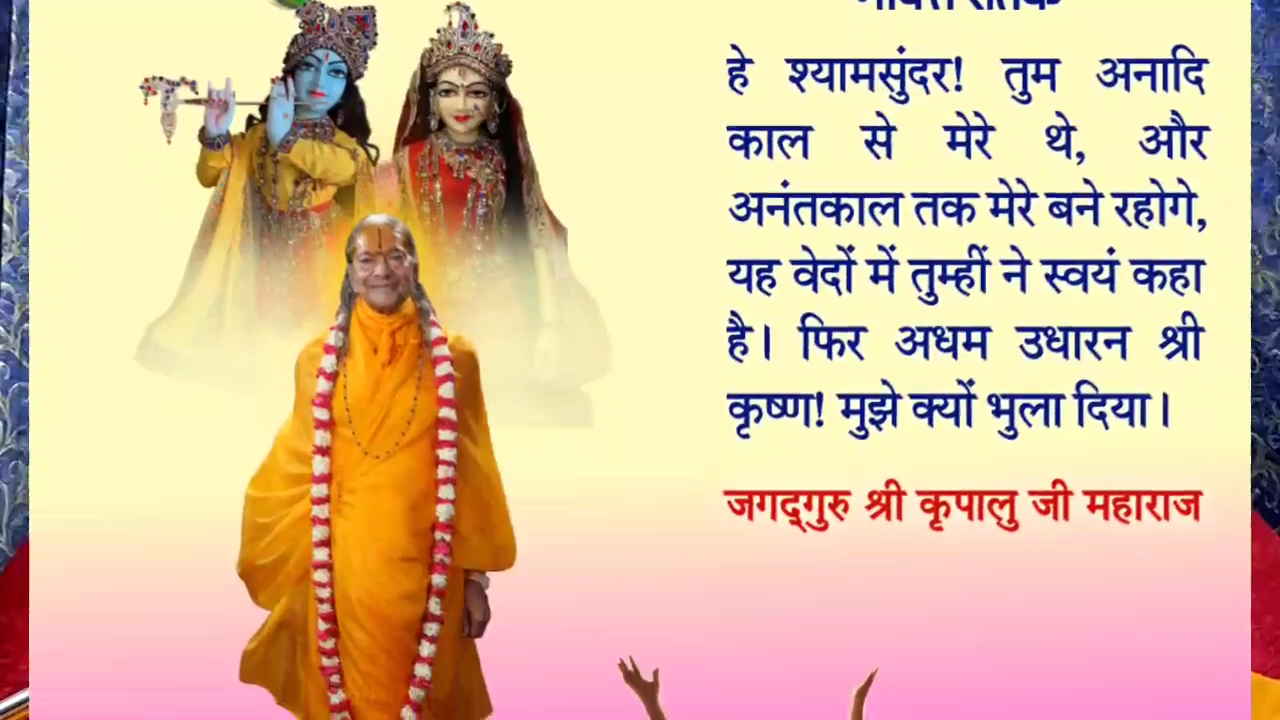 हे श्यामसुंदर! तुम अनादि
काल से मेरे थे, और
अनंतकाल तक मेरे बने रहोगे,
यह वेदों में तुम्हीं ने स्वयं कहा
है। फिर अधम उधारन श्री
कृष्ण! मुझे क्यों भुला दिया।
जगद्गुरु श्री कृपालु जी महाराज